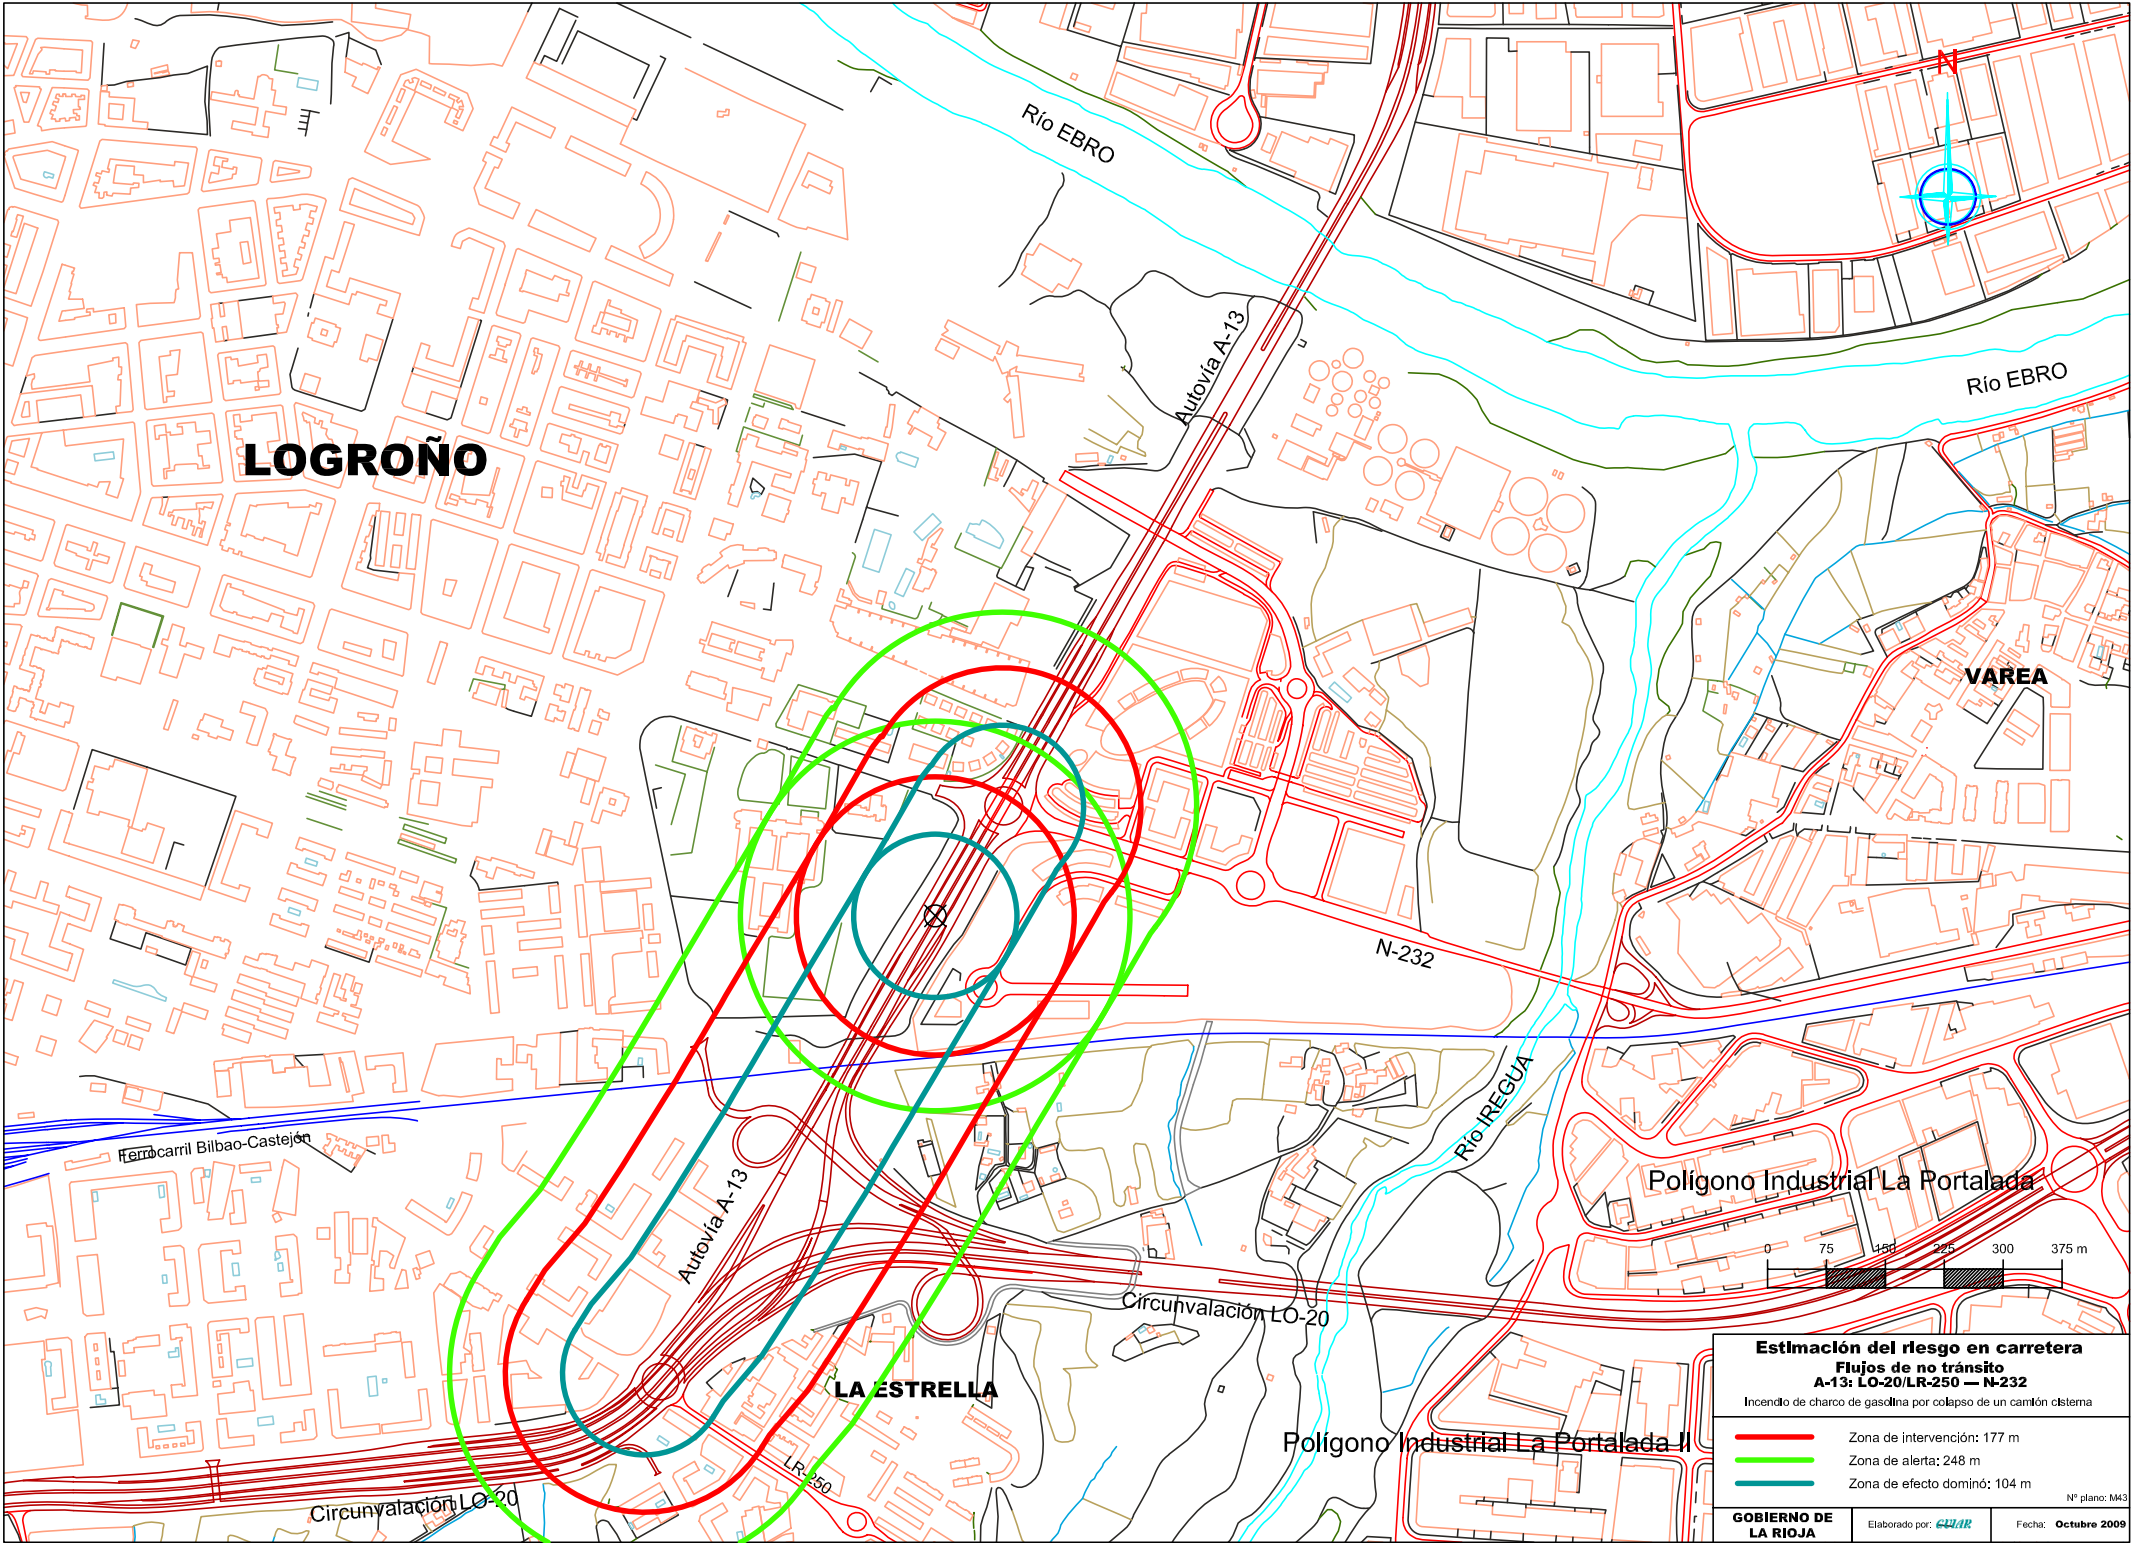 N
Río EBRO
Autovía A-13
Río EBRO
LOGROÑO
VAREA
N-232
Río IREGUA
Ferrocarril Bilbao-Castejón
Autovía A-13
Polígono Industrial La Portalada
0 75 150 225 300 375 m
Circunvalación LO-20
LA ESTRELLA
Polígono Industrial La Portalada II
LR-250
Circunvalación LO-20
Estimación del riesgo en carretera
Flujos de no tránsito
A-13: LO-20/LR-250 — N-232
Incendio de charco de gasolina por colapso de un camión cisterna
Zona de intervención: 177 m
Zona de alerta: 248 m
Zona de efecto dominó: 104 m
Nº plano: M43
GOBIERNO DE
LA RIOJA
Elaborado por: GUIAR
Fecha: Octubre 2009